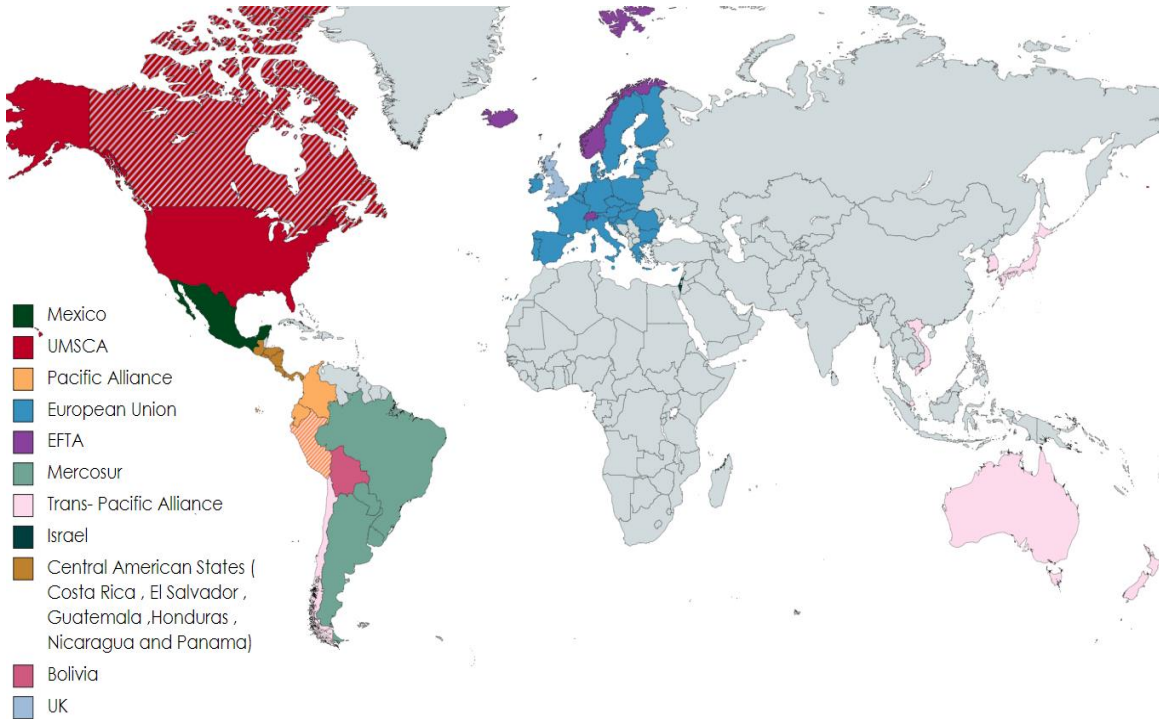 Mexico
UMSCA
Pacific Alliance
European Union
EFTA
Mercosur
Trans- Pacific Alliance
Israel
Central American States (
Costa Rica , El Salvador ,
Guatemala ,Honduras ,
Nicaragua and Panama)
Bolivia
UK